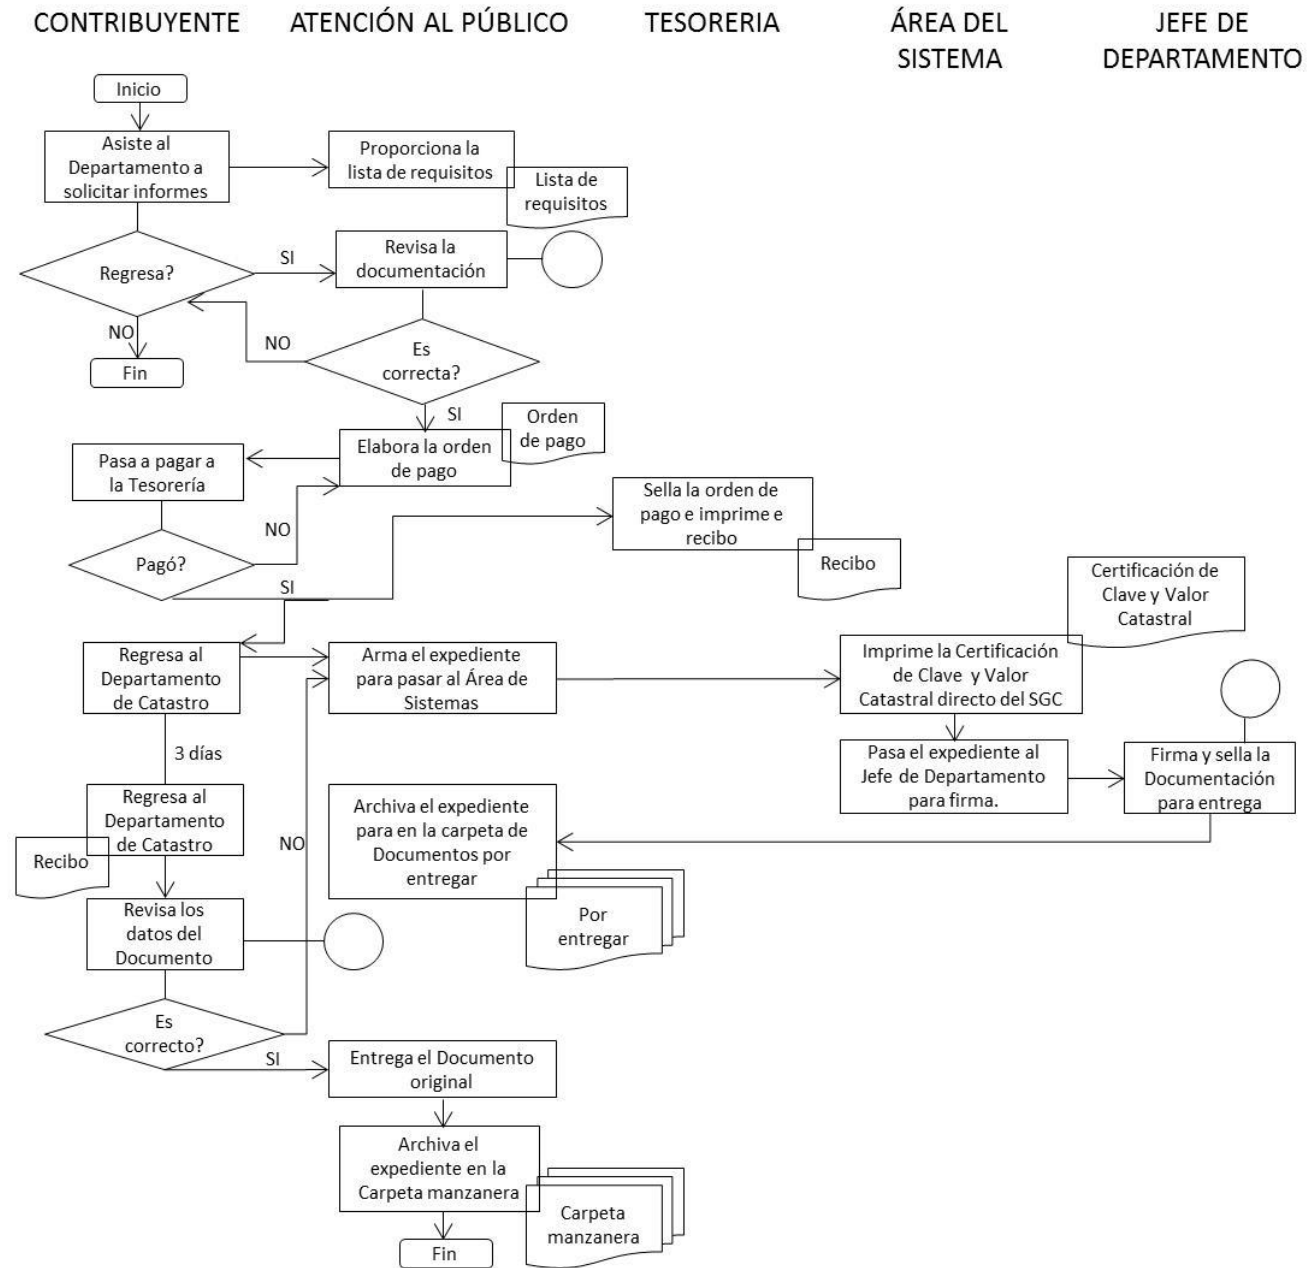 CONTRIBUYENTE
ATENCIÓN AL PÚBLICO
TESORERIA
ÁREA DEL
SISTEMA
JEFE DE
DEPARTAMENTO
Inicio
Asiste al
Departamento a
solicitar informes
Proporciona la
lista de requisitos
Lista de
requisitos
Regresa?
SI
Revisa la
documentación
NO
Fin
NO
Es
correcta?
SI
Orden
de pago
Elabora la orden
de pago
Pasa a pagar a
la Tesorería
NO
Sella la orden de
pago e imprime e
recibo
Recibo
Pagó?
SI
Certificación de
Clave y Valor
Catastral
Regresa al
Departamento
de Catastro
Arma el expediente
para pasar al Área de
Sistemas
Imprime la Certificación
de Clave y Valor
Catastral directo del SGC
3 días
Pasa el expediente al
Jefe de Departamento
para firma.
Firma y sella la
Documentación
para entrega
Regresa al
Departamento
de Catastro
Recibo
NO
Archiva el expediente
para en la carpeta de
Documentos por
entregar
Por
entregar
Revisa los
datos del
Documento
Es
correcto?
SI
Entrega el Documento
original
Archiva el
expediente en la
Carpeta manzanera
Carpeta
manzanera
Fin